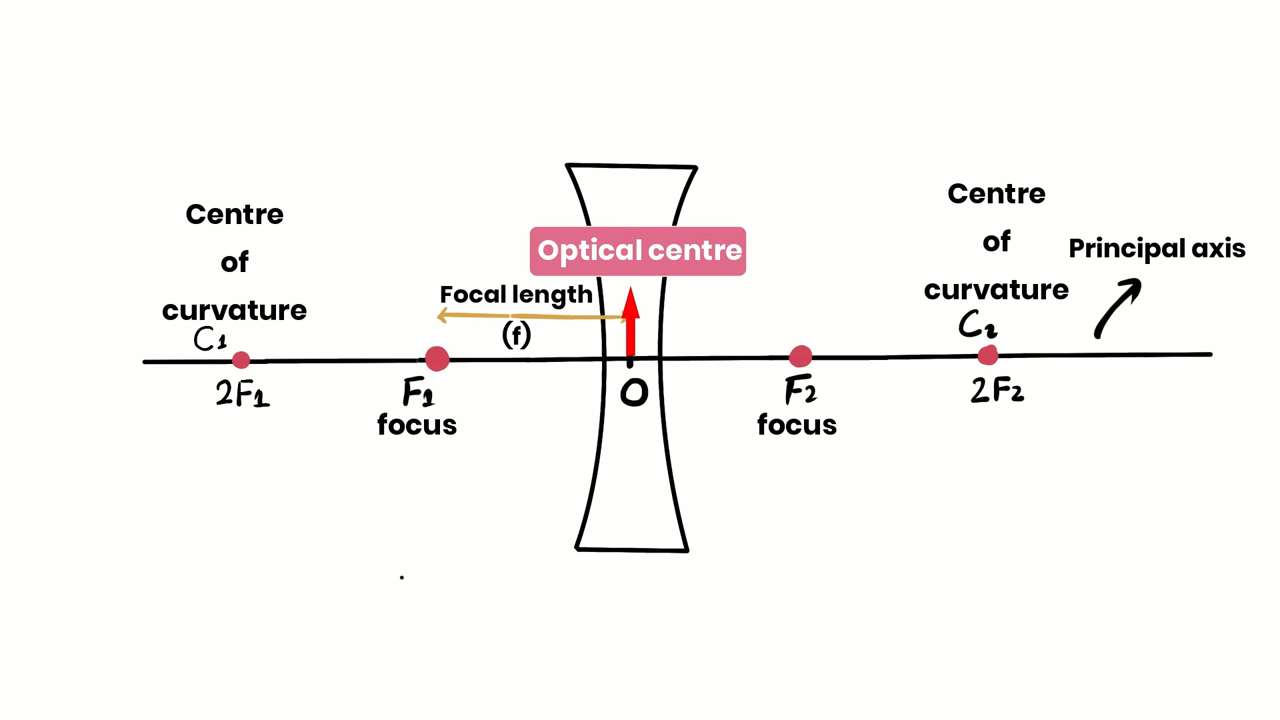 Centre
of
curvature
C1
2F1
Focal length
(f)
F1
focus
Optical centre
O
F2
focus
Centre
of
curvature
C2
2F2
Principal axis